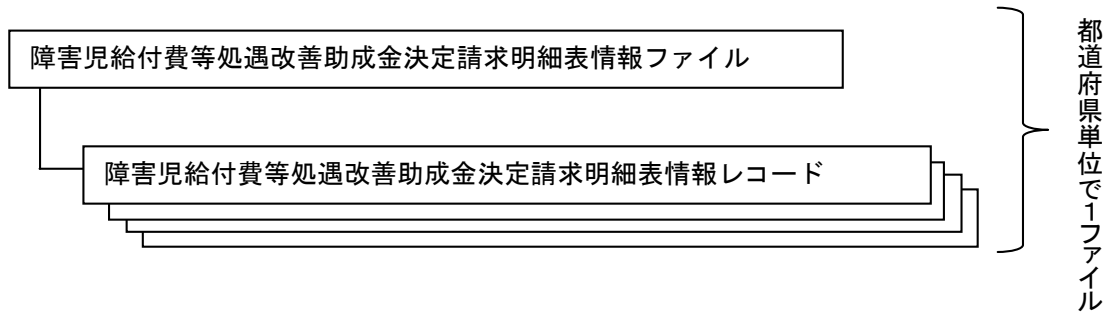 障害児給付費等処遇改善助成金決定請求明細表情報ファイル
障害児給付費等処遇改善助成金決定請求明細表情報レコード
都道府県単位で1ファイル